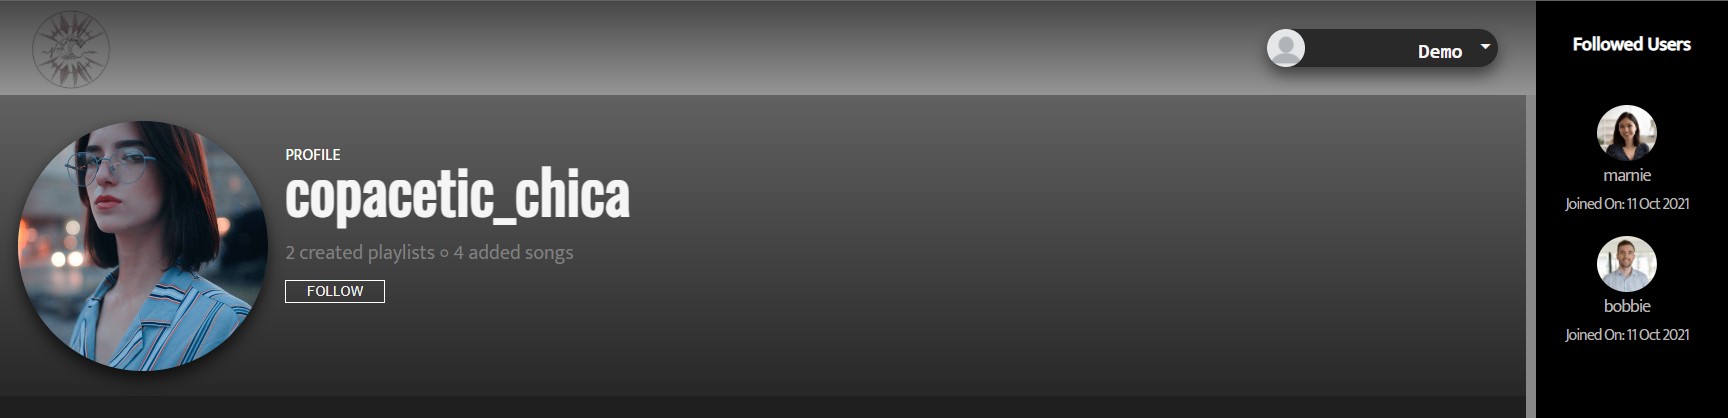 Demo
Followed Users
PROFILE
copacetic_chica
2 created playlists ○ 4 added songs
FOLLOW
marnie
Joined On: 11 Oct 2021
bobbie
Joined On: 11 Oct 2021